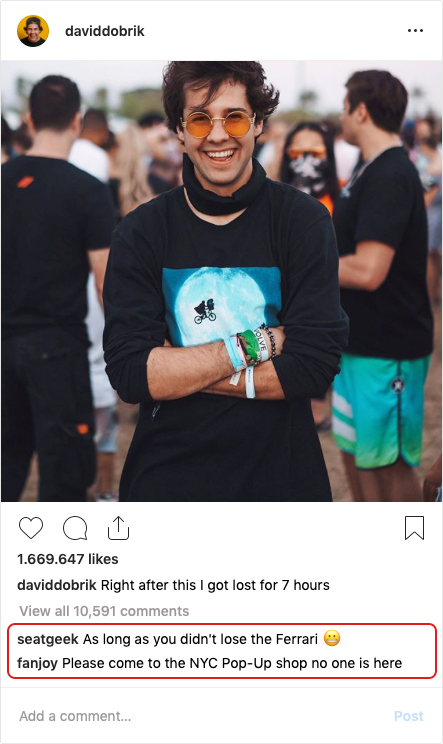 daviddobrik
OLVE
1.669.647 likes
daviddobrik Right after this I got lost for 7 hours
View all 10,591 comments
seatgeek As long as you didn't lose the Ferrari 😬
fanjoy Please come to the NYC Pop-Up shop no one is here
Add a comment...
Post